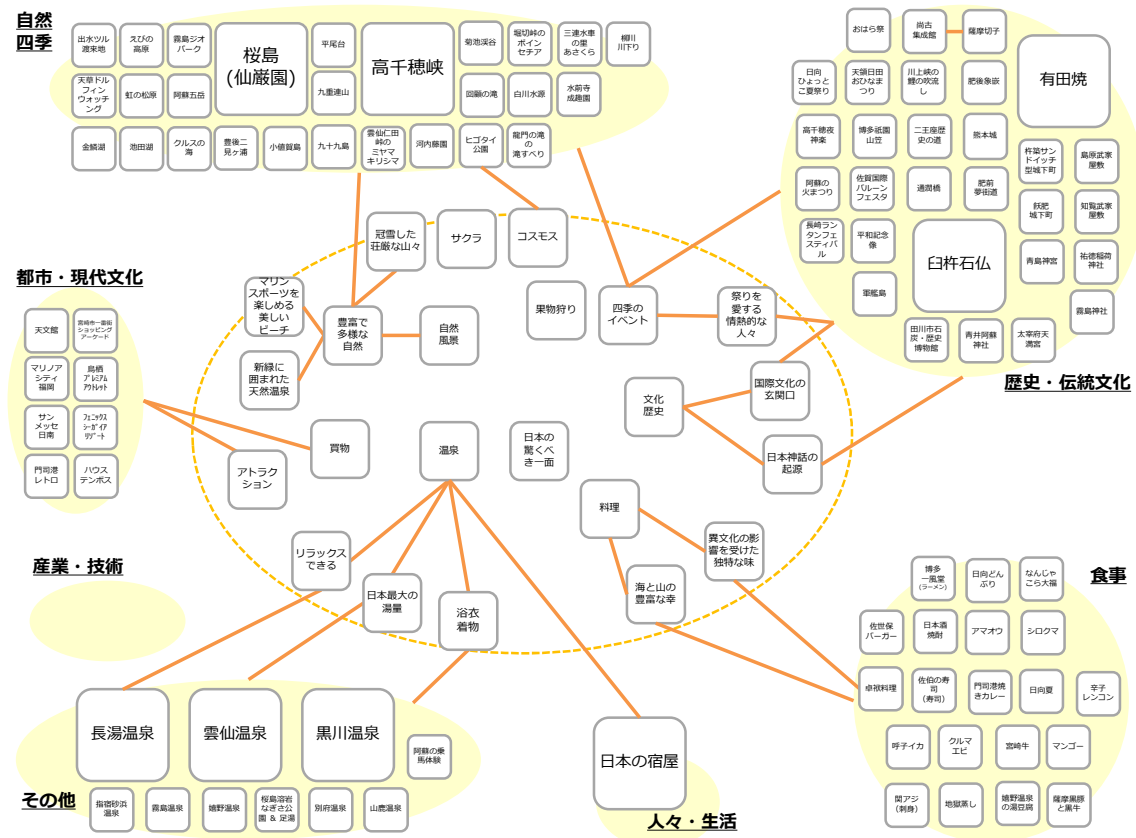 自然
四季
出水ツル
渡来地
えびの
高原
霧島ジオ
パーク
桜島
(仙巌園)
平尾台
高千穂峡
菊池渓谷
堀切峠の
ポイン
セチア
三連水車
の里
あさくら
柳川
川下り
天草ドル
フィン
ウォッチ
ング
虹の松原
阿蘇五岳
九重連山
回顧の滝
白川水源
水前寺
成趣園
金鱗湖
池田湖
クルスの
海
豊後二
見ヶ浦
小値賀島
九十九島
雲仙仁田
峠の
ミヤマ
キリシマ
河内藤園
ヒゴタイ
公園
龍門の滝
の
滝すべり
おはら祭
尚古
集成館
薩摩切子
有田焼
日向
ひょっと
こ夏祭り
天領日田
おひなま
つり
川上峡の
鯉の吹流
し
肥後象嵌
高千穂夜
神楽
博多祇園
山笠
二王座歴
史の道
熊本城
杵築サン
ドイッチ
型城下町
島原武家
屋敷
阿蘇の
火まつり
佐賀国際
バルーン
フェスタ
通潤橋
肥前
夢街道
飫肥
城下町
知覧武家
屋敷
長崎ラン
タンフェ
スティバ
ル
平和記念
像
臼杵石仏
青島神宮
祐徳稲荷
神社
軍艦島
霧島神社
田川市石
炭・歴史
博物館
青井阿蘇
神社
太宰府天
満宮
歴史・伝統文化
冠雪した
荘厳な山々
サクラ
コスモス
マリン
スポーツを
楽しめる
美しい
ビーチ
豊富で
多様な
自然
自然
風景
新緑に
囲まれた
天然温泉
果物狩り
四季の
イベント
祭りを
愛する
情熱的な
人々
国際文化の
玄関口
文化
歴史
日本神話の
起源
都市・現代文化
天文館
宮崎市一番街
ショッピング
アーケード
マリノア
シティ
福岡
鳥栖
プレミアム
アウトレット
サン
メッセ
日南
フェニックス
シーガイア
リゾート
門司港
レトロ
ハウス
テンボス
買物
アトラク
ション
温泉
日本の
驚くべ
き一面
料理
異文化の影
響を受けた
独特な味
海と山の
豊富な幸
リラックス
できる
日本最大の
湯量
浴衣
着物
産業・技術
食事
博多
一風堂
(ラーメン)
日向どん
ぶり
なんじゃ
こら大福
佐世保
バーガー
日本酒
焼酎
アマオウ
シロクマ
卓袱料理
佐伯の寿
司
(寿司)
門司港焼
きカレー
日向夏
辛子
レンコン
呼子イカ
クルマ
エビ
宮崎牛
マンゴー
関アジ
(刺身)
地獄蒸し
嬉野温泉
の湯豆腐
薩摩黒豚
と黒牛
長湯温泉
雲仙温泉
黒川温泉
阿蘇の乗
馬体験
その他
指宿砂浜
温泉
霧島温泉
嬉野温泉
桜島溶岩
なぎさ公
園 & 足湯
別府温泉
山鹿温泉
日本の宿屋
人々・生活